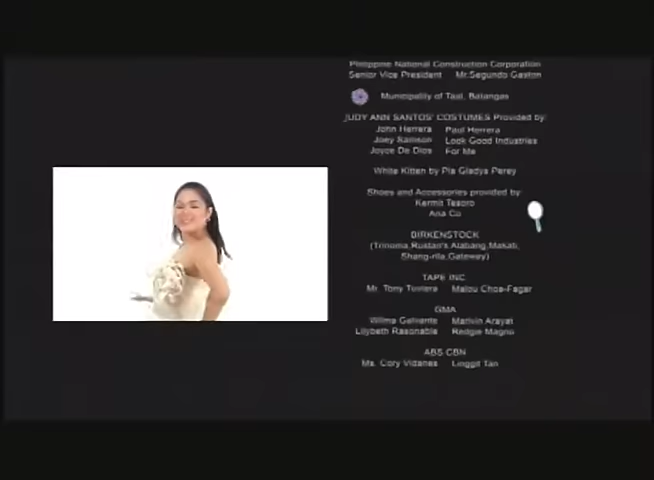 Philippine National Construction Corporation
Senior Vice President Mr.Segundo Gaston
Municipality of Taal, Batangas
JUDY ANN SANTOS' COSTUMES Provided by:
John Herrera Paul Herrera
Joey Samson Look Good Industries
Joyce De Dios For Me
White Kitten by Pia Gladys Perey
Shoes and Accessories provided by
Kermit Tesoro
Ana Co
BIRKENSTOCK
(Trinoma,Rustan's Alabang,Makati,
Shang-rila,Gateway)
TAPE INC
Mr. Tony Tuviera Malou Choa-Fagar
GMA
Wilma Galvante Marivin Arayat
Lilybeth Rasonable Redgie Magno
ABS CBN
Ms. Cory Vidanes Linggit Tan